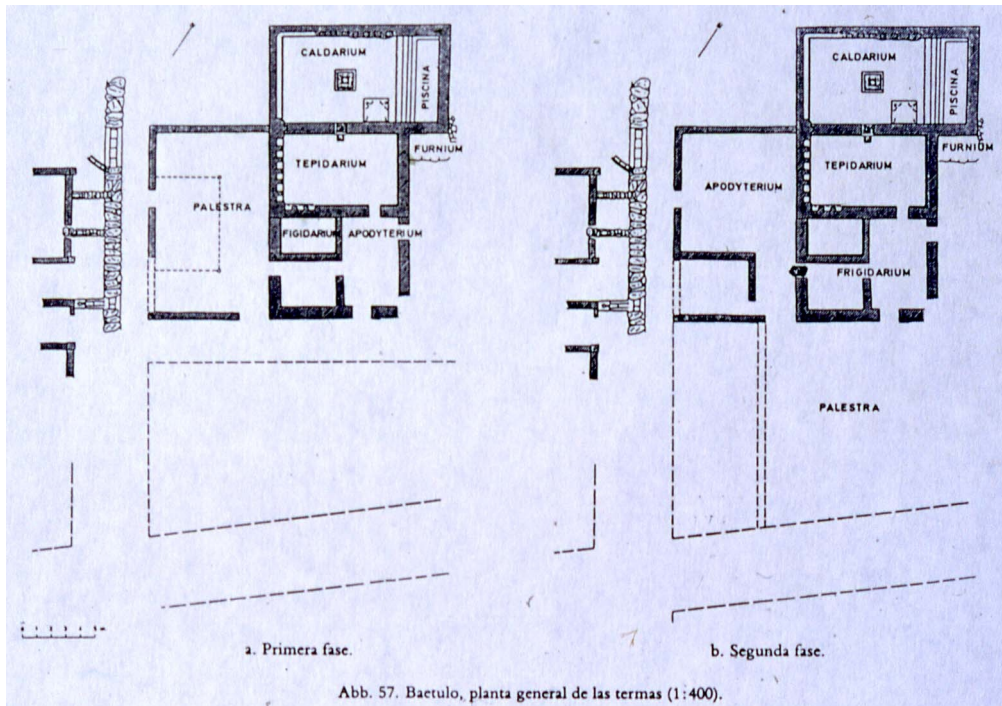 CALDARIUM
PISCINA
FURNIUM
TEPIDARIUM
PALESTRA
FIGIDARIUM
APODYTERIUM
CALDARIUM
PISCINA
FURNIUM
TEPIDARIUM
APODYTERIUM
FRIGIDARIUM
PALESTRA
a. Primera fase.
b. Segunda fase.
Abb. 57. Baetulo, planta general de las termas (1:400).